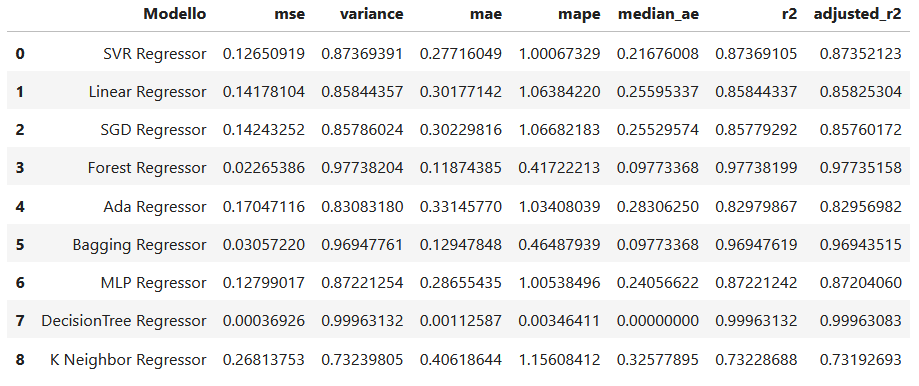 Modello mse variance mae mape median_ae r2 adjusted_r2
0 SVR Regressor 0.12650919 0.87369391 0.27716049 1.00067329 0.21676008 0.87369105 0.87352123
1 Linear Regressor 0.14178104 0.85844357 0.30177142 1.06384220 0.25595337 0.85844337 0.85825304
2 SGD Regressor 0.14243252 0.85786024 0.30229816 1.06682183 0.25529574 0.85779292 0.85760172
3 Forest Regressor 0.02265386 0.97738204 0.11874385 0.41722213 0.09773368 0.97738199 0.97735158
4 Ada Regressor 0.17047116 0.83083180 0.33145770 1.03408039 0.28306250 0.82979867 0.82956982
5 Bagging Regressor 0.03057220 0.96947761 0.12947848 0.46487939 0.09773368 0.96947619 0.96943515
6 MLP Regressor 0.12799017 0.87221254 0.28655435 1.00538496 0.24056622 0.87221242 0.87204060
7 DecisionTree Regressor 0.00036926 0.99963132 0.00112587 0.00346411 0.00000000 0.99963132 0.99963083
8 K Neighbor Regressor 0.26813753 0.73239805 0.40618644 1.15608412 0.32577895 0.73228688 0.73192693